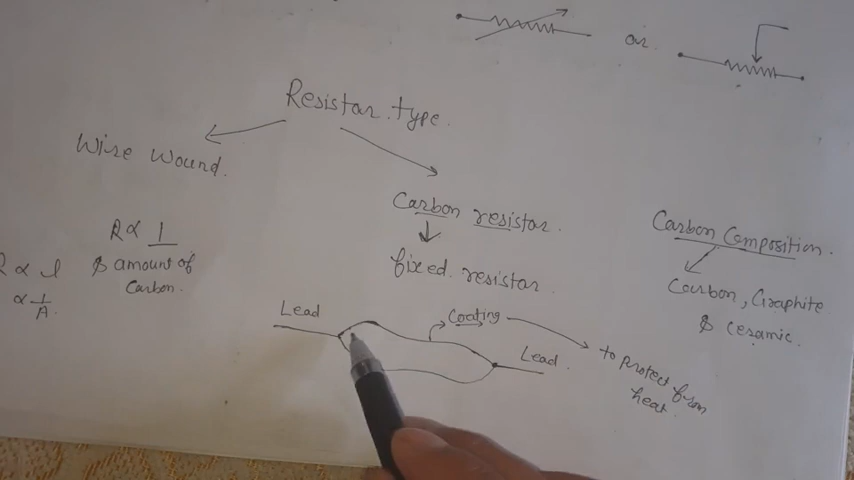 or
Resistor type.
Wire wound.
Carbon resistor.
fixed resistor.
R ∝ 1
$ amount of
Carbon.
R ∝ l
∝ 1/A.
Carbon Composition.
Carbon, Graphite
$ ceramic.
Lead
Coating
Lead.
to protect from
heat.